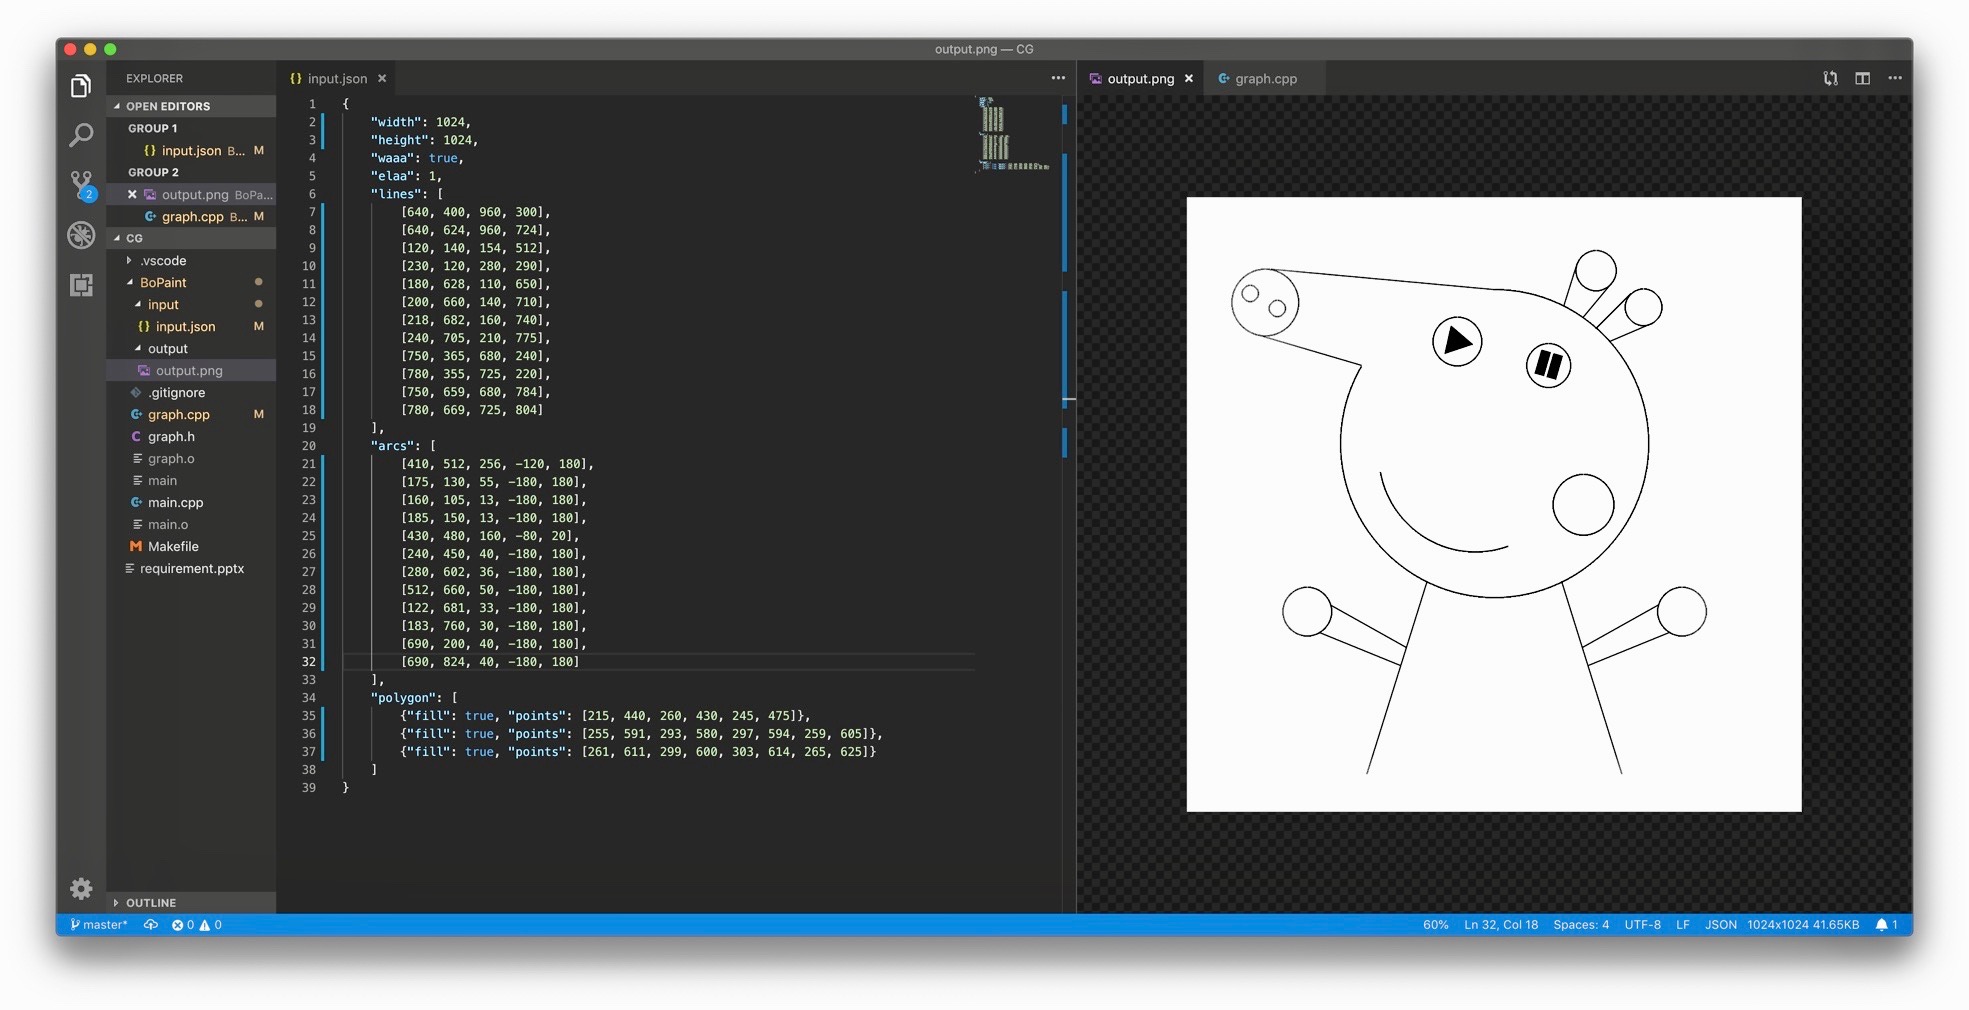 output.png — CG
EXPLORER
OPEN EDITORS
GROUP 1
input.json B... M
GROUP 2
output.png BoPa...
graph.cpp B... M
CG
.vscode
BoPaint
input
input.json M
output
output.png
.gitignore
graph.cpp M
graph.h
graph.o
main
main.cpp
main.o
Makefile
requirement.pptx
OUTLINE
2
input.json
1 {
2 "width": 1024,
3 "height": 1024,
4 "waaa": true,
5 "elaa": 1,
6 "lines": [
7 [640, 400, 960, 300],
8 [640, 624, 960, 724],
9 [120, 140, 154, 512],
10 [230, 120, 280, 290],
11 [180, 628, 110, 650],
12 [200, 660, 140, 710],
13 [218, 682, 160, 740],
14 [240, 705, 210, 775],
15 [750, 365, 680, 240],
16 [780, 355, 725, 220],
17 [750, 659, 680, 784],
18 [780, 669, 725, 804]
19 ],
20 "arcs": [
21 [410, 512, 256, -120, 180],
22 [175, 130, 55, -180, 180],
23 [160, 105, 13, -180, 180],
24 [185, 150, 13, -180, 180],
25 [430, 480, 160, -80, 20],
26 [240, 450, 40, -180, 180],
27 [280, 602, 36, -180, 180],
28 [512, 660, 50, -180, 180],
29 [122, 681, 33, -180, 180],
30 [183, 760, 30, -180, 180],
31 [690, 200, 40, -180, 180],
32 [690, 824, 40, -180, 180]
33 ],
34 "polygon": [
35 {"fill": true, "points": [215, 440, 260, 430, 245, 475]},
36 {"fill": true, "points": [255, 591, 293, 580, 297, 594, 259, 605]},
37 {"fill": true, "points": [261, 611, 299, 600, 303, 614, 265, 625]}
38 ]
39 }
output.png
graph.cpp
master* 0 0
60% Ln 32, Col 18 Spaces: 4 UTF-8 LF JSON 1024x1024 41.65KB 1